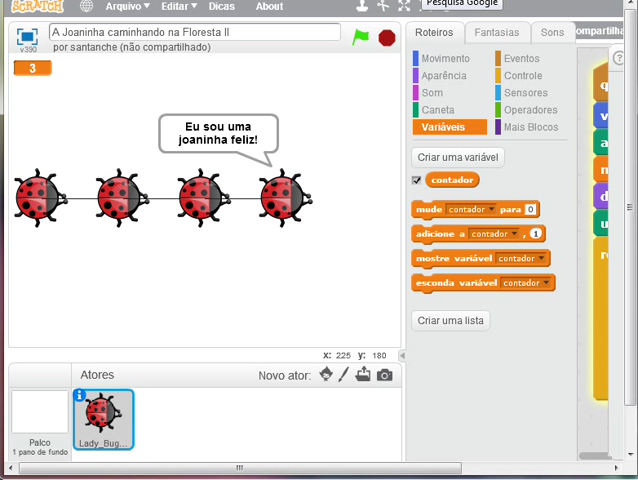 SCRATCH
Arquivo
Editar
Dicas
About
Pesquisa Google
v390
A Joaninha caminhando na Floresta II
por santanche (não compartilhado)
3
Eu sou uma
joaninha feliz!
x: 225 y: 180
Atores
Novo ator:
Palco
1 pano de fundo
Lady_Bug...
Roteiros
Fantasias
Sons
ompartilha
Movimento
Eventos
Aparência
Controle
Som
Sensores
Caneta
Operadores
Variáveis
Mais Blocos
Criar uma variável
contador
mude contador para 0
adicione a contador , 1
mostre variável contador
esconda variável contador
Criar uma lista